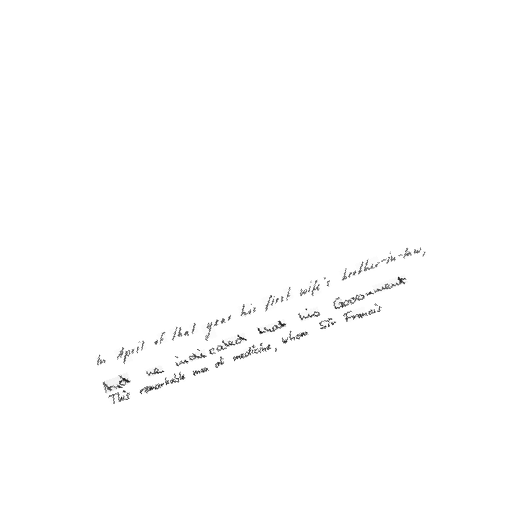 In April of that year his first wife's brother-in-law,
And he indicated that his Government
This remarkable man of medicine, whom Sir Francis